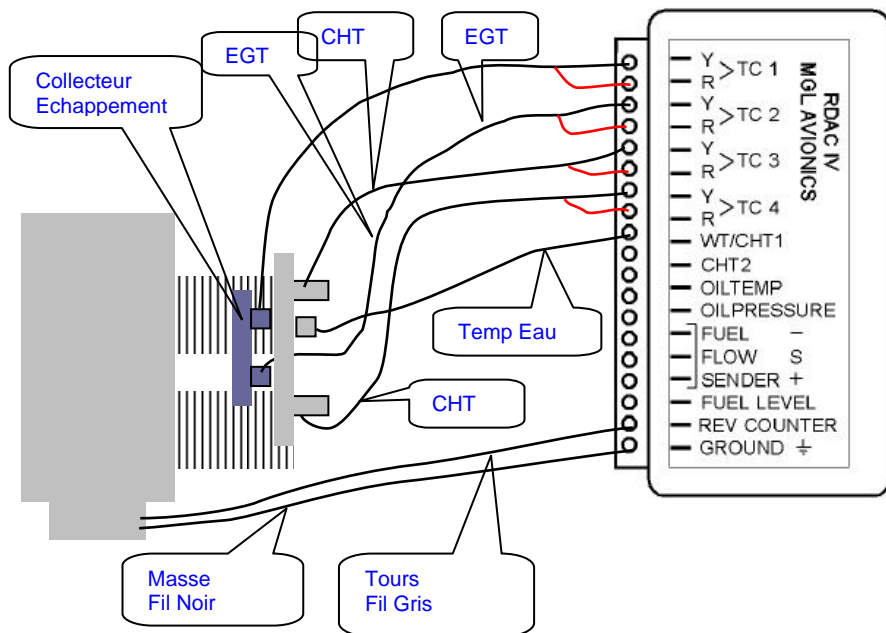 CHT
EGT
EGT
Collecteur
Echappement
Temp Eau
CHT
Masse
Fil Noir
Tours
Fil Gris
RDAC IV
MGL AVIONICS
Y
R
>TC 1
Y
R
>TC 2
Y
R
>TC 3
Y
R
>TC 4
WT/CHT1
CHT2
OILTEMP
OILPRESSURE
FUEL −
FLOW S
SENDER +
FUEL LEVEL
REV COUNTER
GROUND ⏚